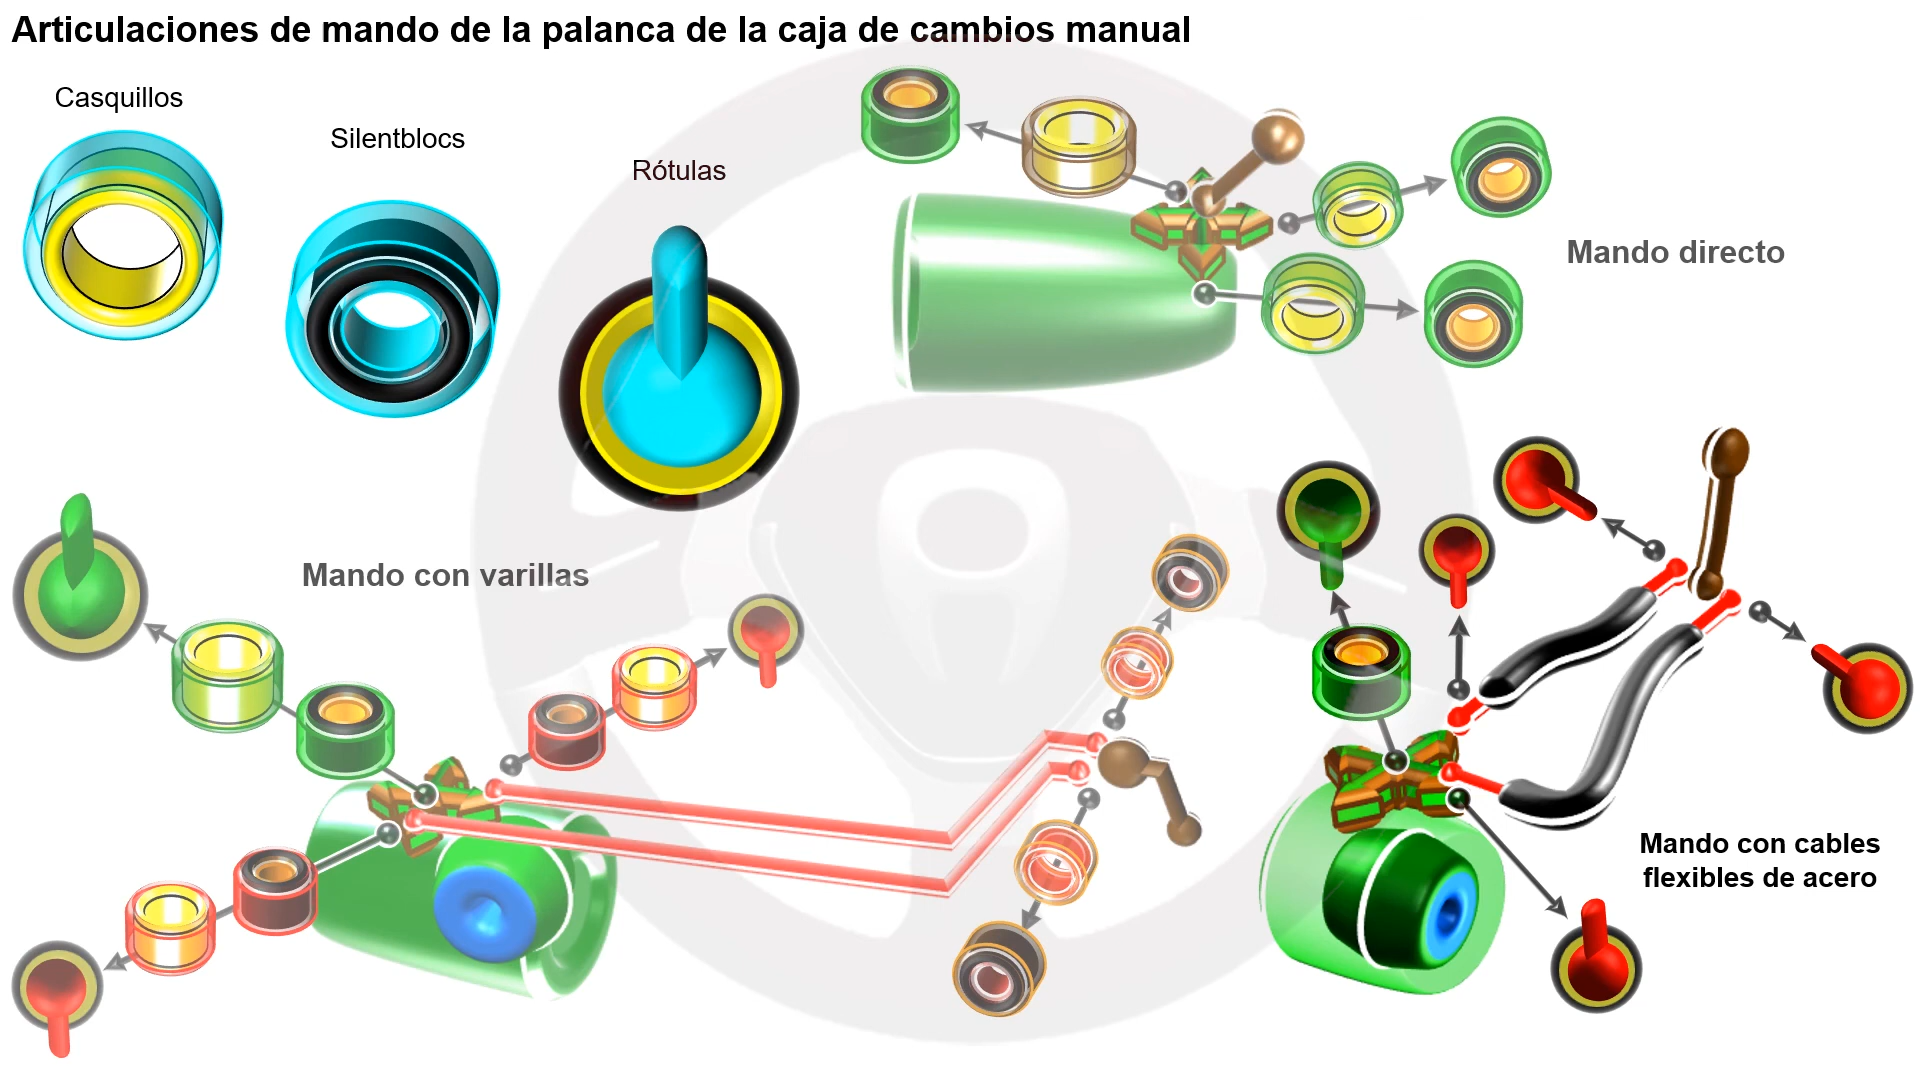 Articulaciones de mando de la palanca de la caja de cambios manual
Casquillos
Silentblocs
Rótulas
Mando directo
Mando con varillas
Mando con cables
flexibles de acero